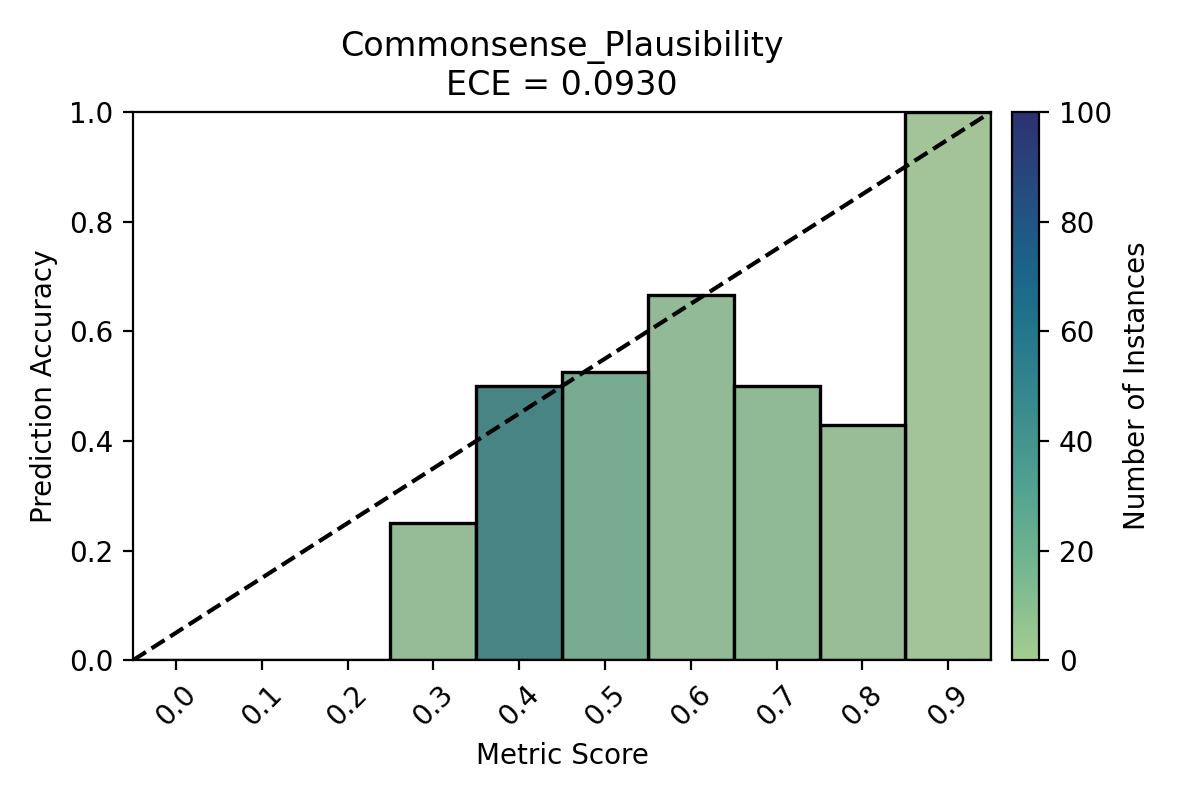 Commonsense_Plausibility
ECE = 0.0930
Prediction Accuracy
1.0
0.8
0.6
0.4
0.2
0.0
0.0 0.1 0.2 0.3 0.4 0.5 0.6 0.7 0.8 0.9
Metric Score
100
80
60
40
20
0
Number of Instances